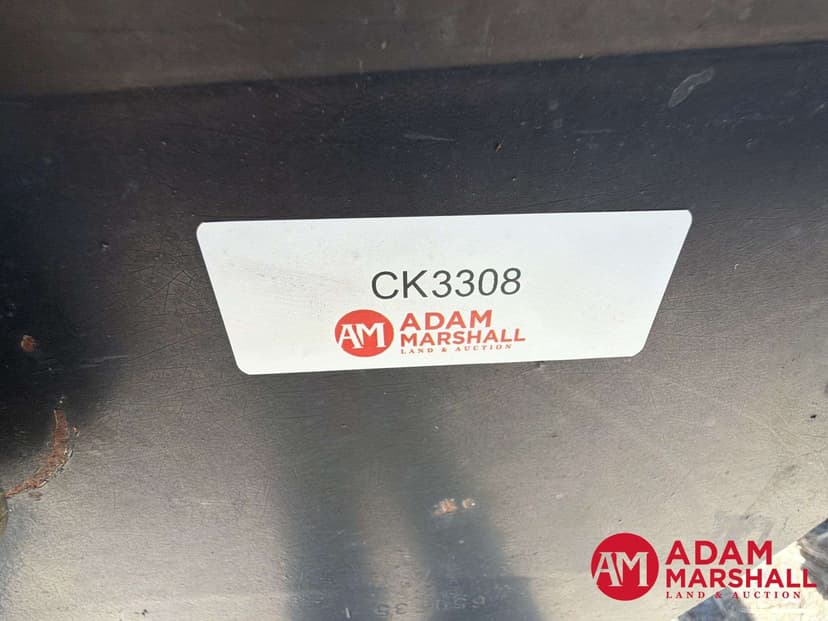 CK3308
AM
ADAM
MARSHALL
LAND & AUCTION
AM
ADAM
MARSHALL
LAND & AUCTION